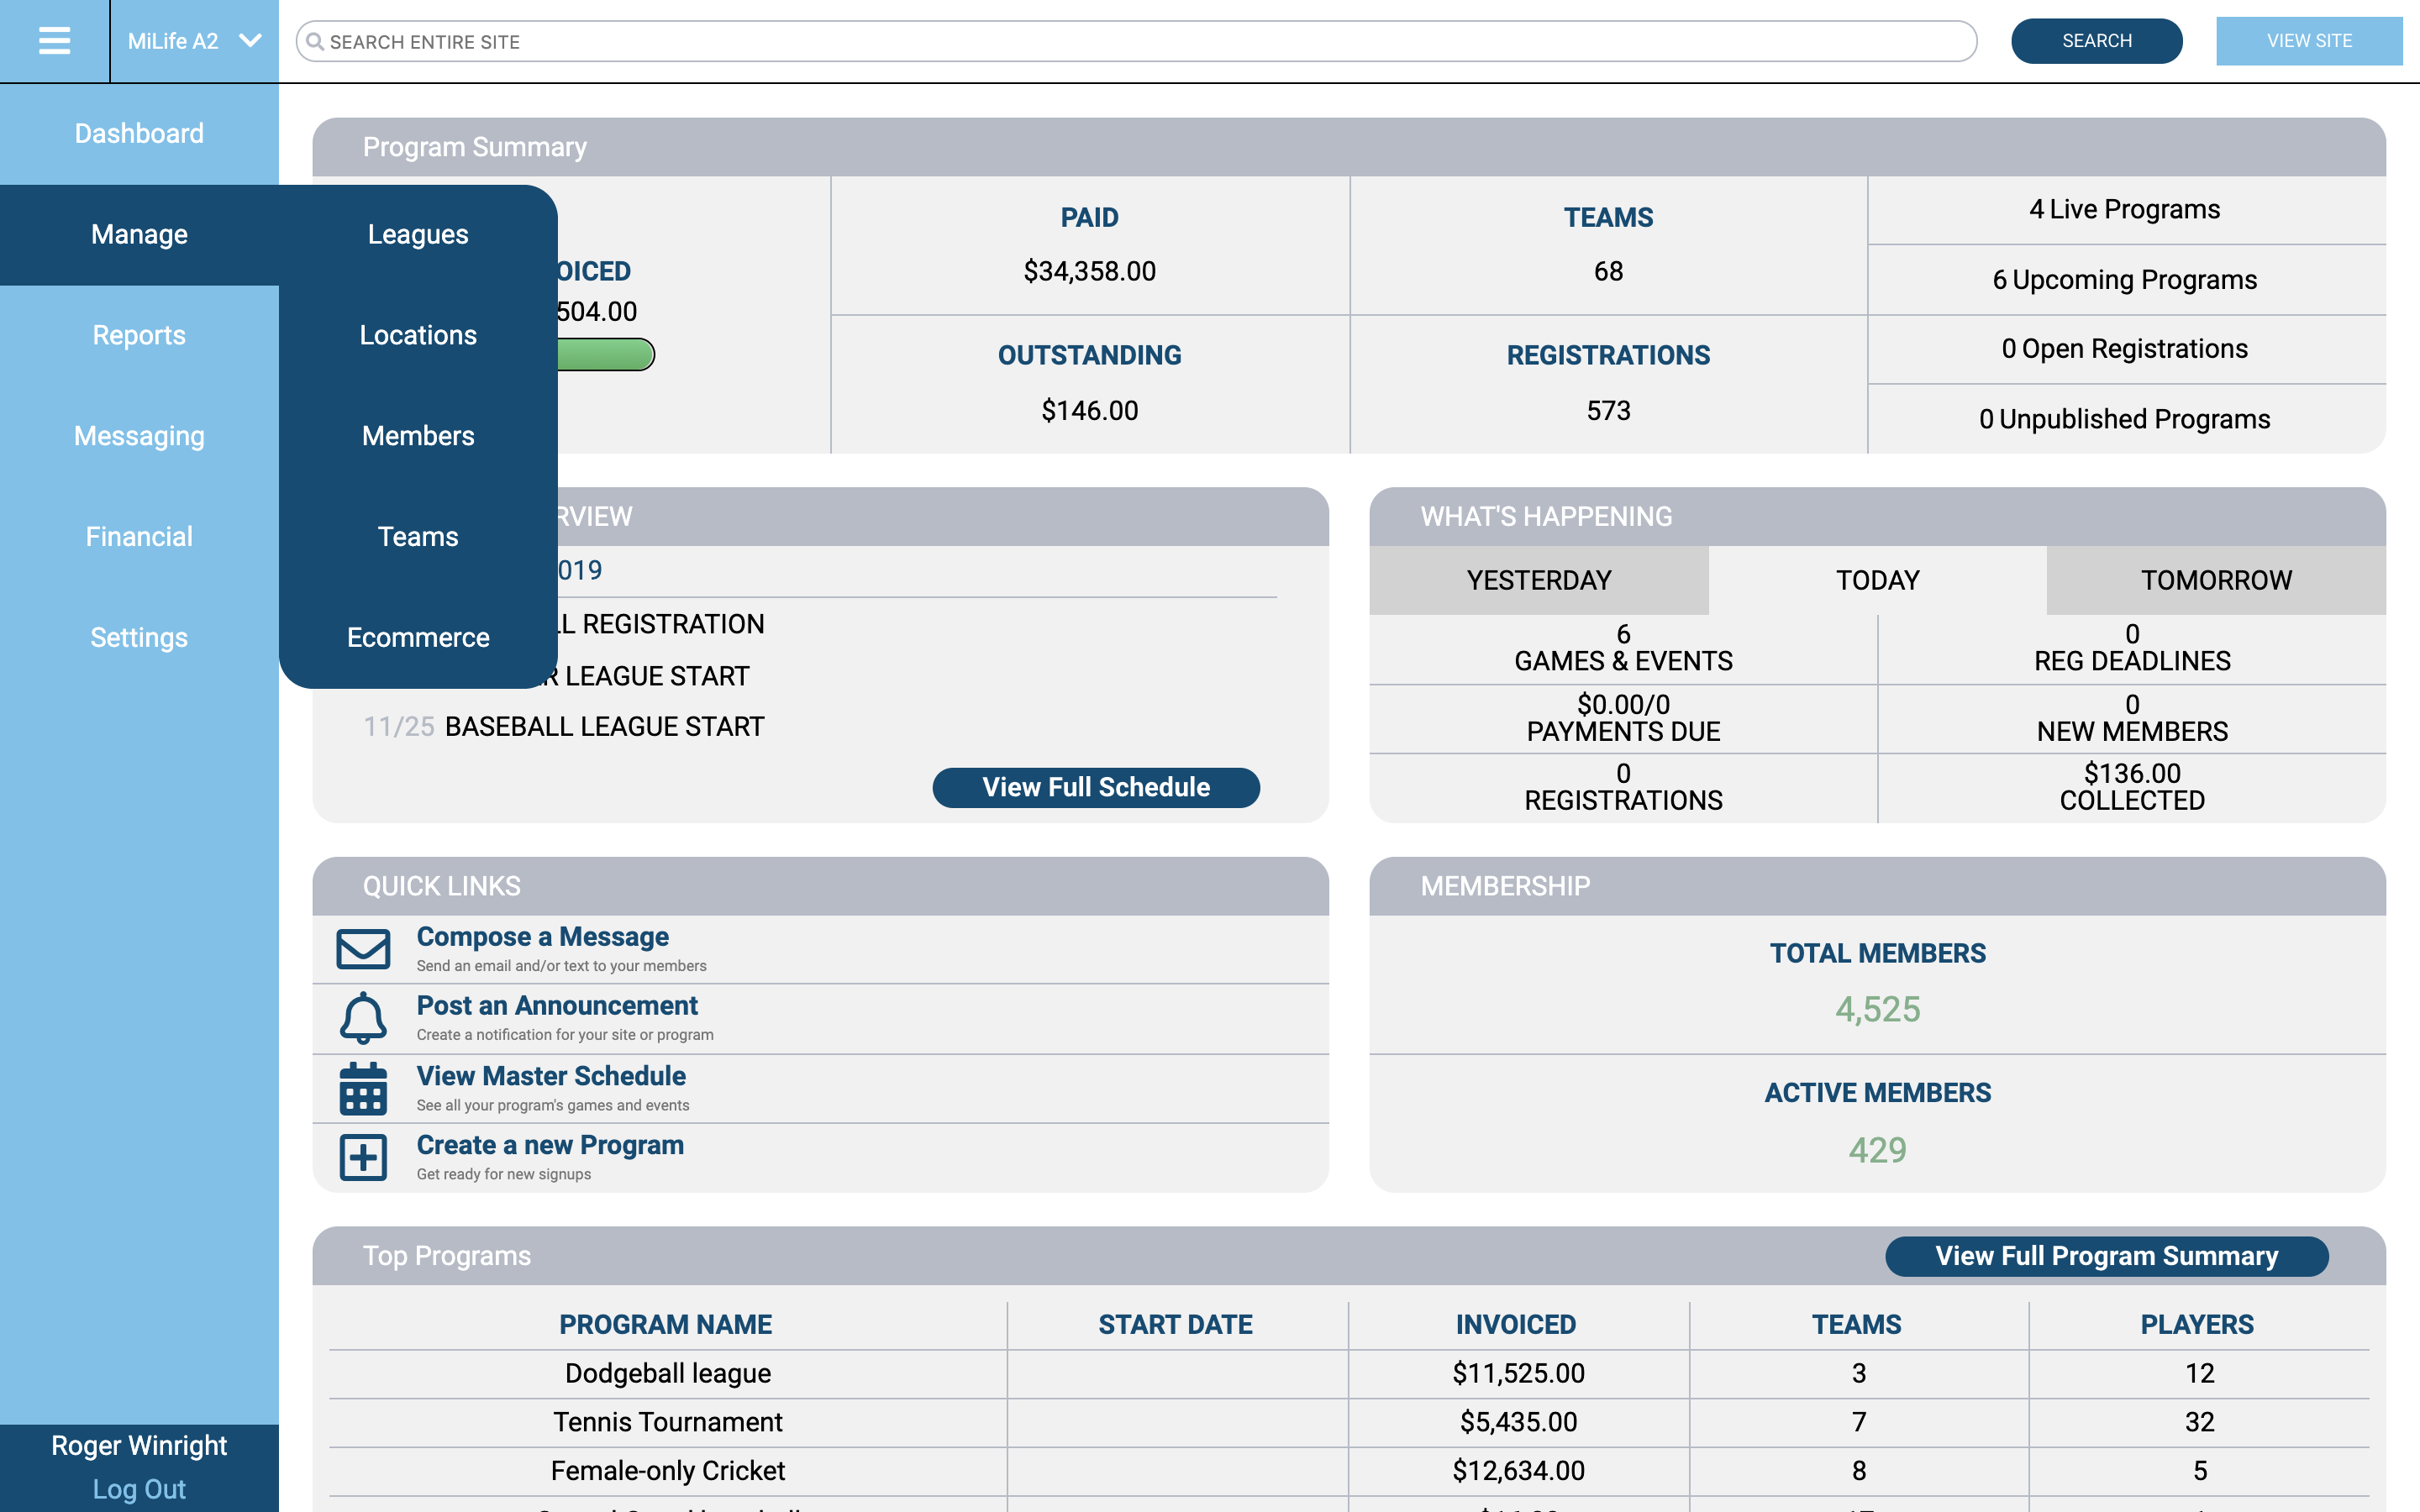 MiLife A2
SEARCH ENTIRE SITE
SEARCH
VIEW SITE
Dashboard
Manage
Reports
Messaging
Financial
Settings
Leagues
Locations
Members
Teams
Ecommerce
Program Summary
OICED
504.00
PAID
$34,358.00
OUTSTANDING
$146.00
TEAMS
68
REGISTRATIONS
573
4 Live Programs
6 Upcoming Programs
0 Open Registrations
0 Unpublished Programs
RVIEW
019
LL REGISTRATION
R LEAGUE START
11/25 BASEBALL LEAGUE START
View Full Schedule
WHAT'S HAPPENING
YESTERDAY
TODAY
TOMORROW
6
GAMES & EVENTS
0
REG DEADLINES
$0.00/0
PAYMENTS DUE
0
NEW MEMBERS
0
REGISTRATIONS
$136.00
COLLECTED
QUICK LINKS
Compose a Message
Send an email and/or text to your members
Post an Announcement
Create a notification for your site or program
View Master Schedule
See all your program's games and events
Create a new Program
Get ready for new signups
MEMBERSHIP
TOTAL MEMBERS
4,525
ACTIVE MEMBERS
429
Top Programs
View Full Program Summary
PROGRAM NAME START DATE INVOICED TEAMS PLAYERS
Dodgeball league $11,525.00 3 12
Tennis Tournament $5,435.00 7 32
Female-only Cricket $12,634.00 8 5
Roger Winright
Log Out